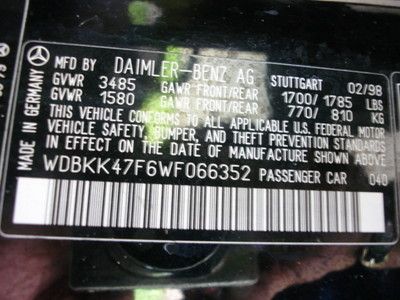 MFD BY DAIMLER-BENZ AG STUTTGART 02/98
GVWR 3485 GAWR FRONT/REAR 1700/1785 LBS
GVWR 1580 GAWR FRONT/REAR 770/ 810 KG
THIS VEHICLE CONFORMS TO ALL APPLICABLE U.S. FEDERAL MOTOR
VEHICLE SAFETY, BUMPER, AND THEFT PREVENTION STANDARDS
IN EFFECT ON THE DATE OF MANUFACTURE SHOWN ABOVE.
WDBKK47F6WF066352 PASSENGER CAR 040
MADE IN GERMANY